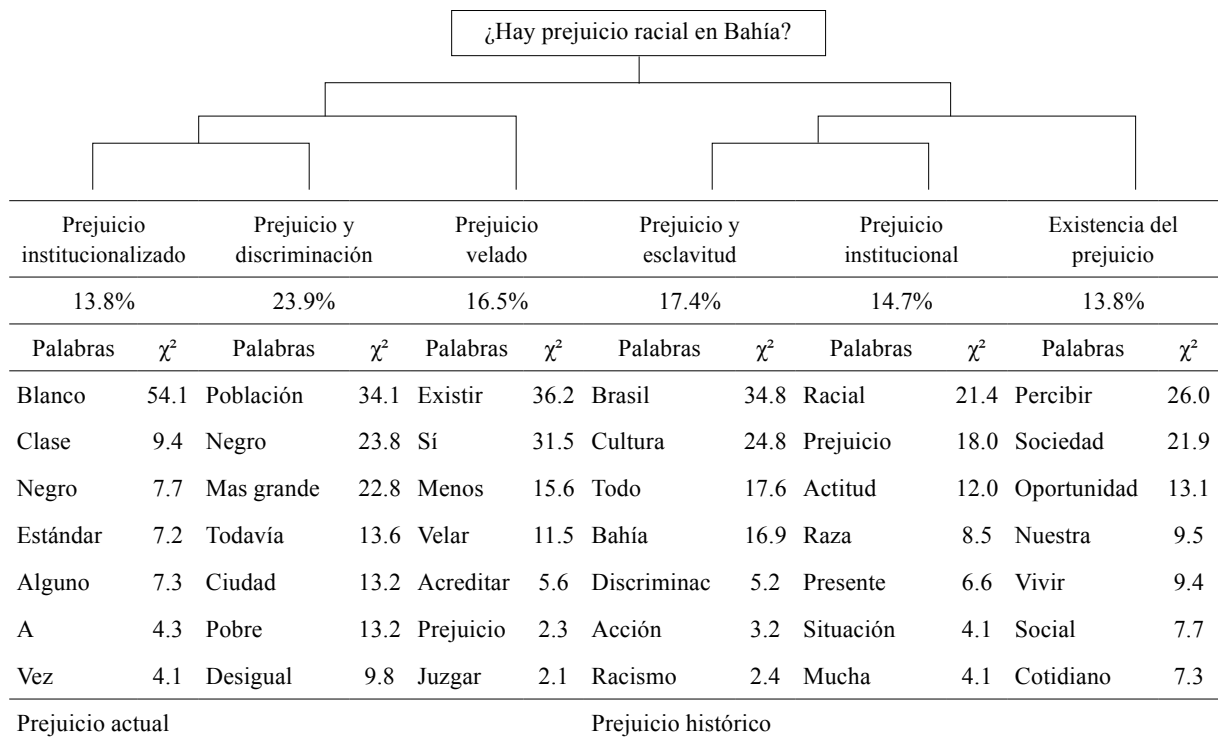 ¿Hay prejuicio racial en Bahía?
Prejuicio institucionalizado Prejuicio y discriminación Prejuicio velado Prejuicio y esclavitud Prejuicio institucional Existencia del prejuicio
13.8% 23.9% 16.5% 17.4% 14.7% 13.8%
Palabras χ² Palabras χ² Palabras χ² Palabras χ² Palabras χ² Palabras χ²
Blanco 54.1 Población 34.1 Existir 36.2 Brasil 34.8 Racial 21.4 Percibir 26.0
Clase 9.4 Negro 23.8 Sí 31.5 Cultura 24.8 Prejuicio 18.0 Sociedad 21.9
Negro 7.7 Mas grande 22.8 Menos 15.6 Todo 17.6 Actitud 12.0 Oportunidad 13.1
Estándar 7.2 Todavía 13.6 Velar 11.5 Bahía 16.9 Raza 8.5 Nuestra 9.5
Alguno 7.3 Ciudad 13.2 Acreditar 5.6 Discriminac 5.2 Presente 6.6 Vivir 9.4
A 4.3 Pobre 13.2 Prejuicio 2.3 Acción 3.2 Situación 4.1 Social 7.7
Vez 4.1 Desigual 9.8 Juzgar 2.1 Racismo 2.4 Mucha 4.1 Cotidiano 7.3
Prejuicio actual Prejuicio histórico